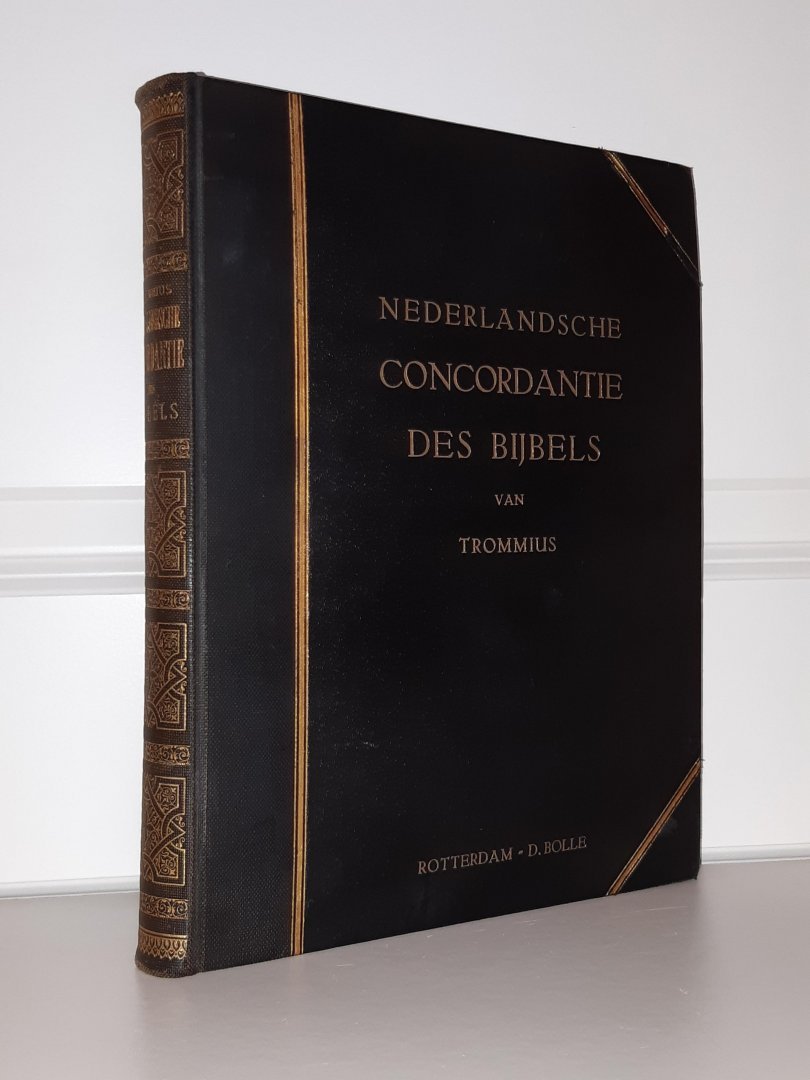 NEDERLANDSCHE
CONCORDANTIE
DES BIJBELS
VAN
TROMMIUS
ROTTERDAM - D. BOLLE